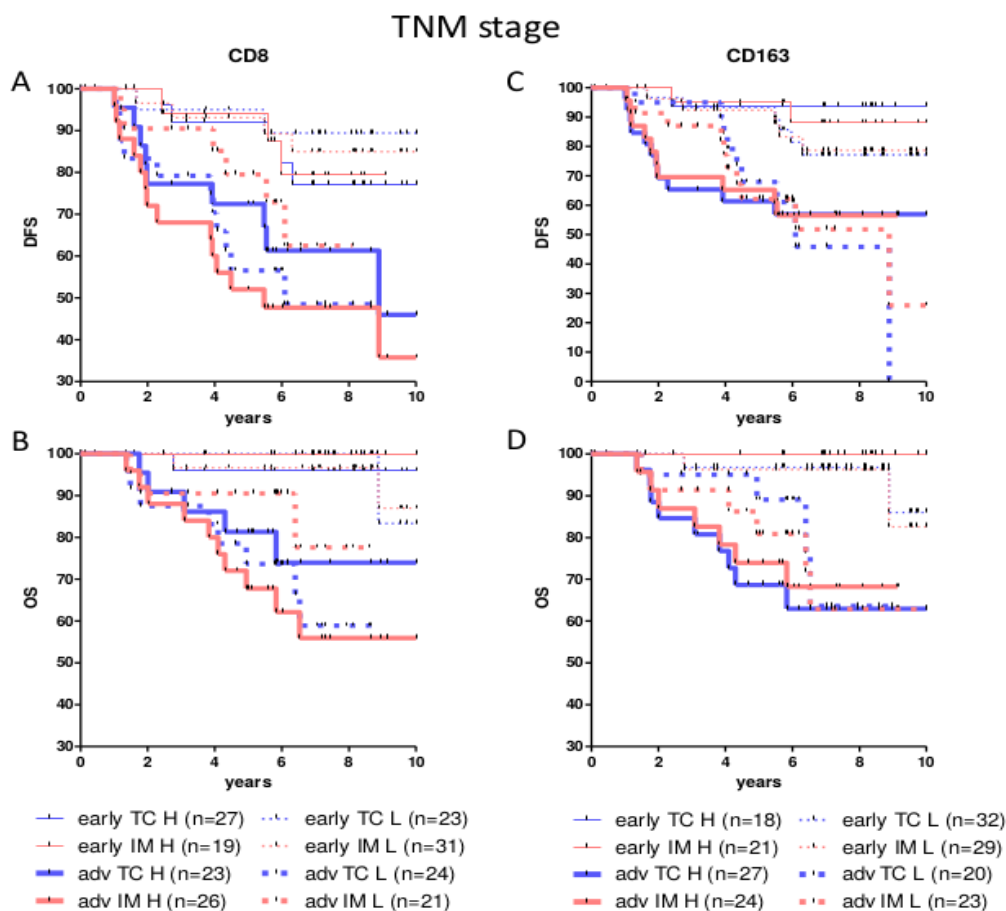 TNM stage
CD8
CD163
A
100
90
80
70
60
50
40
30
DFS
0 2 4 6 8 10
years
C
100
90
80
70
60
50
40
30
20
10
0
DFS
0 2 4 6 8 10
years
B
100
90
80
70
60
50
40
30
OS
0 2 4 6 8 10
years
D
100
90
80
70
60
50
40
30
OS
0 2 4 6 8 10
years
early TC H (n=27) early TC L (n=23)
early IM H (n=19) early IM L (n=31)
adv TC H (n=23) adv TC L (n=24)
adv IM H (n=26) adv IM L (n=21)
early TC H (n=18) early TC L (n=32)
early IM H (n=21) early IM L (n=29)
adv TC H (n=27) adv TC L (n=20)
adv IM H (n=24) adv IM L (n=23)